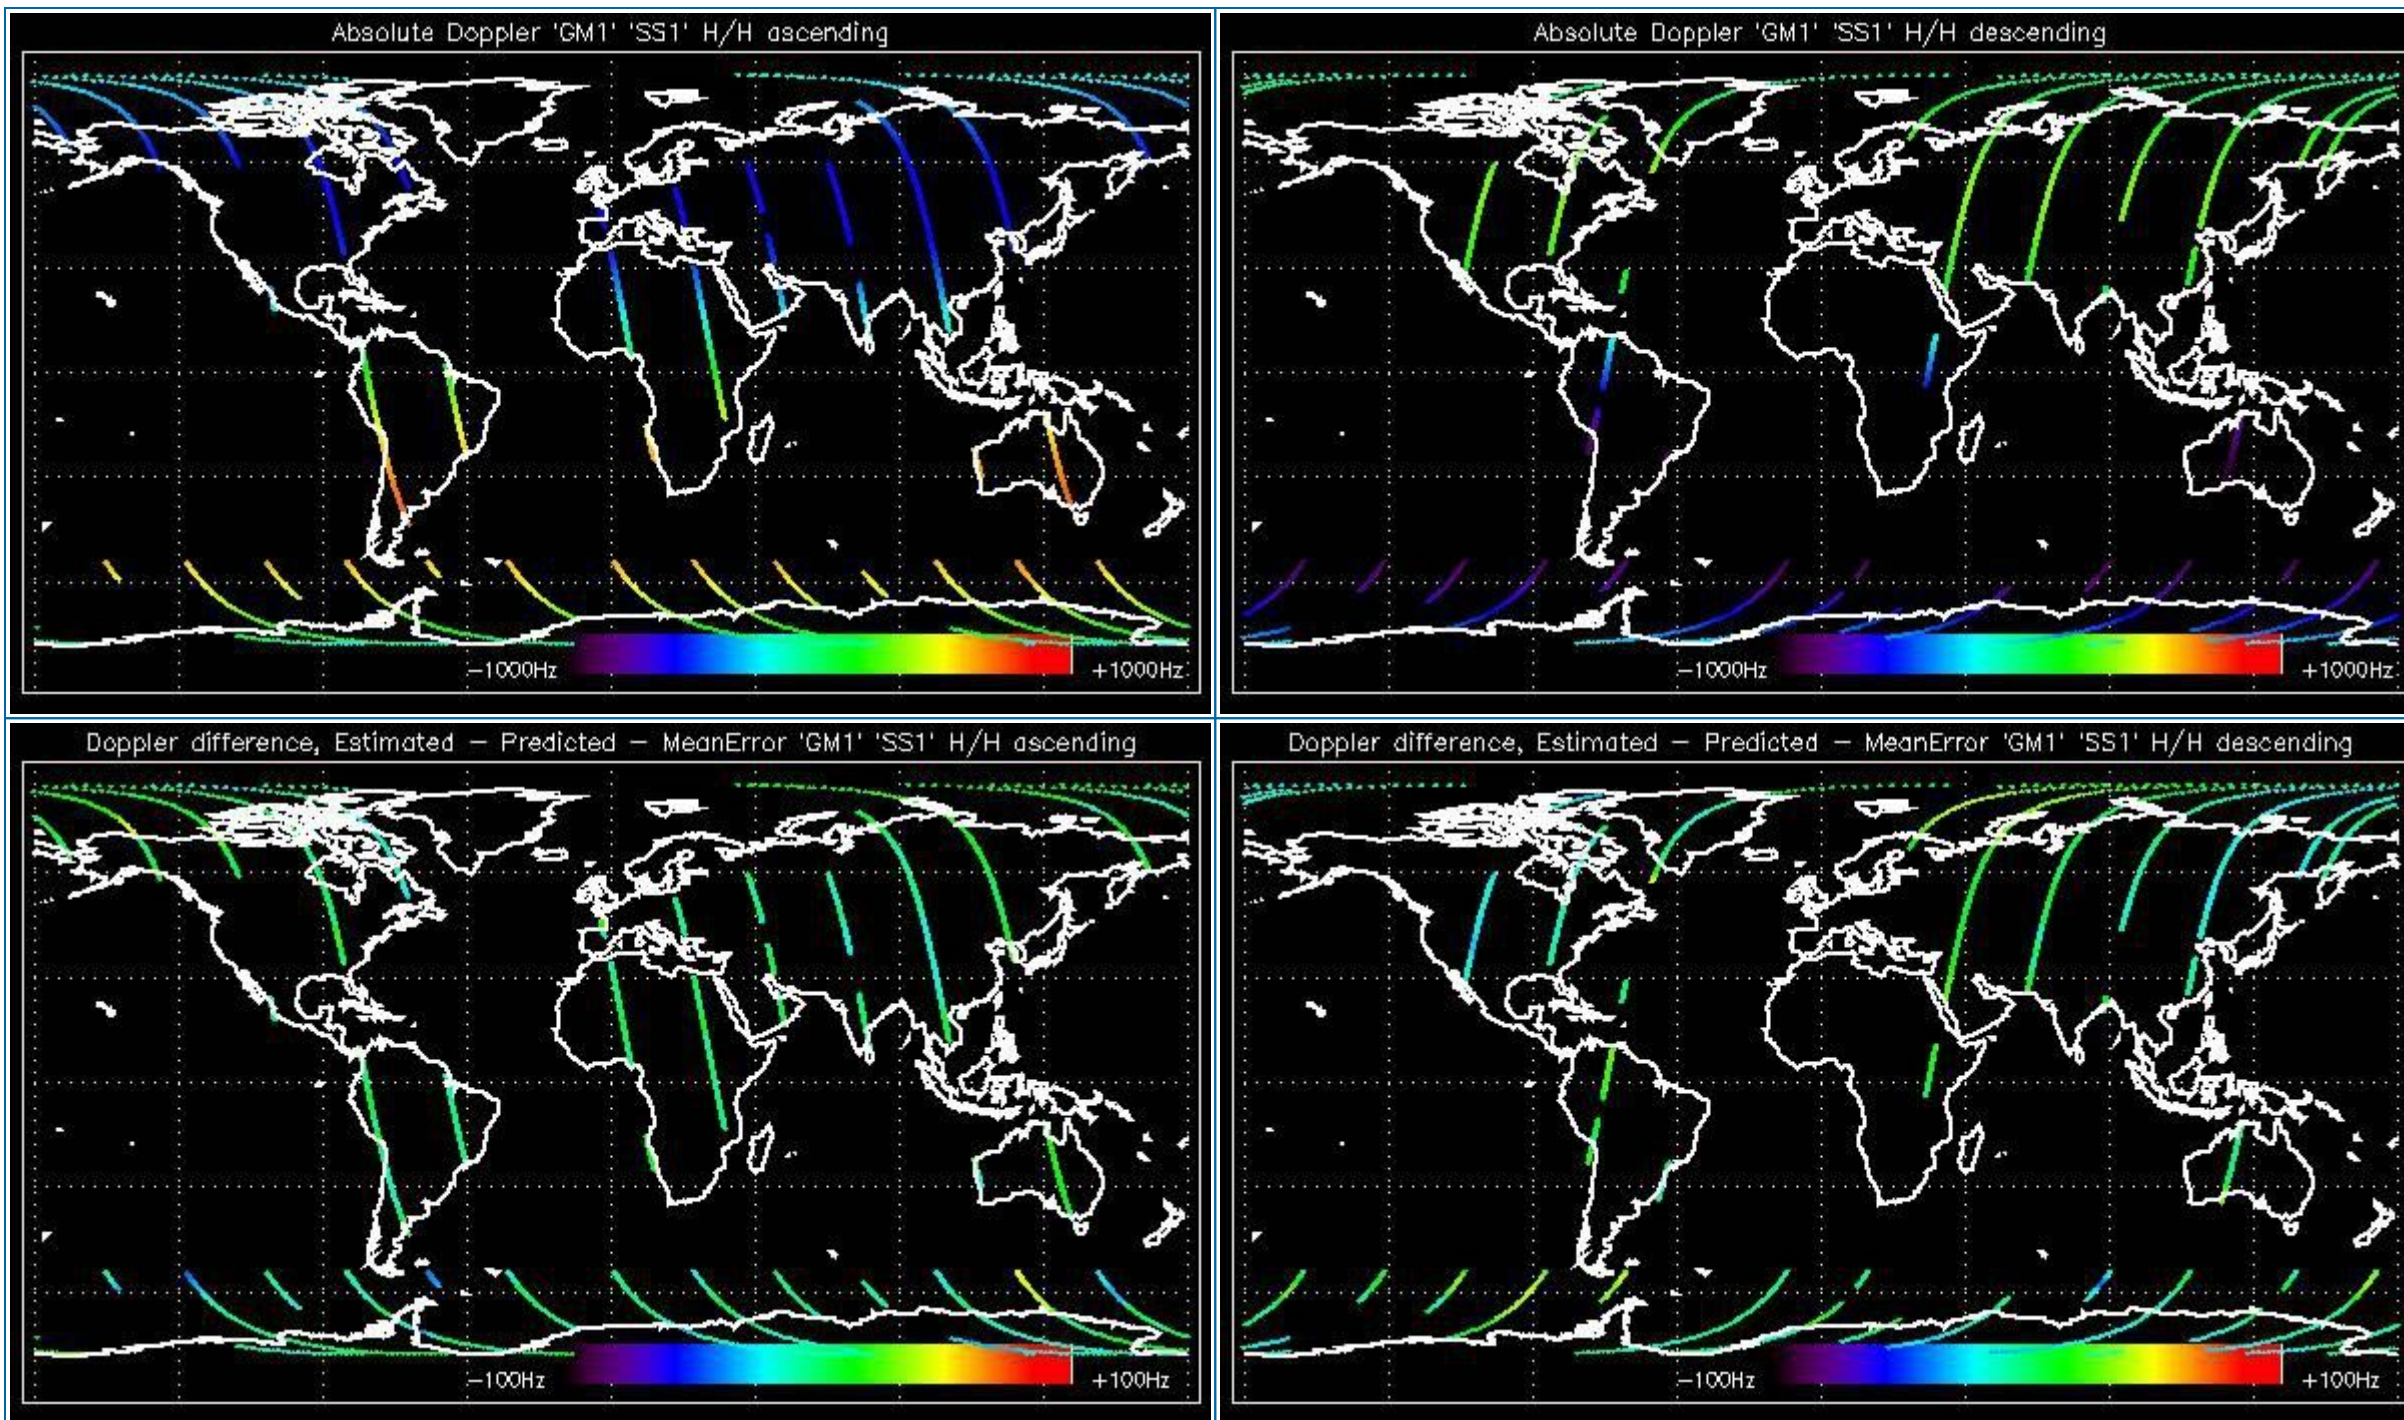 Absolute Doppler 'GM1' 'SS1' H/H ascending
−1000Hz
+1000Hz
Absolute Doppler 'GM1' 'SS1' H/H descending
−1000Hz
+1000Hz
Doppler difference, Estimated − Predicted − MeanError 'GM1' 'SS1' H/H ascending
−100Hz
+100Hz
Doppler difference, Estimated − Predicted − MeanError 'GM1' 'SS1' H/H descending
−100Hz
+100Hz